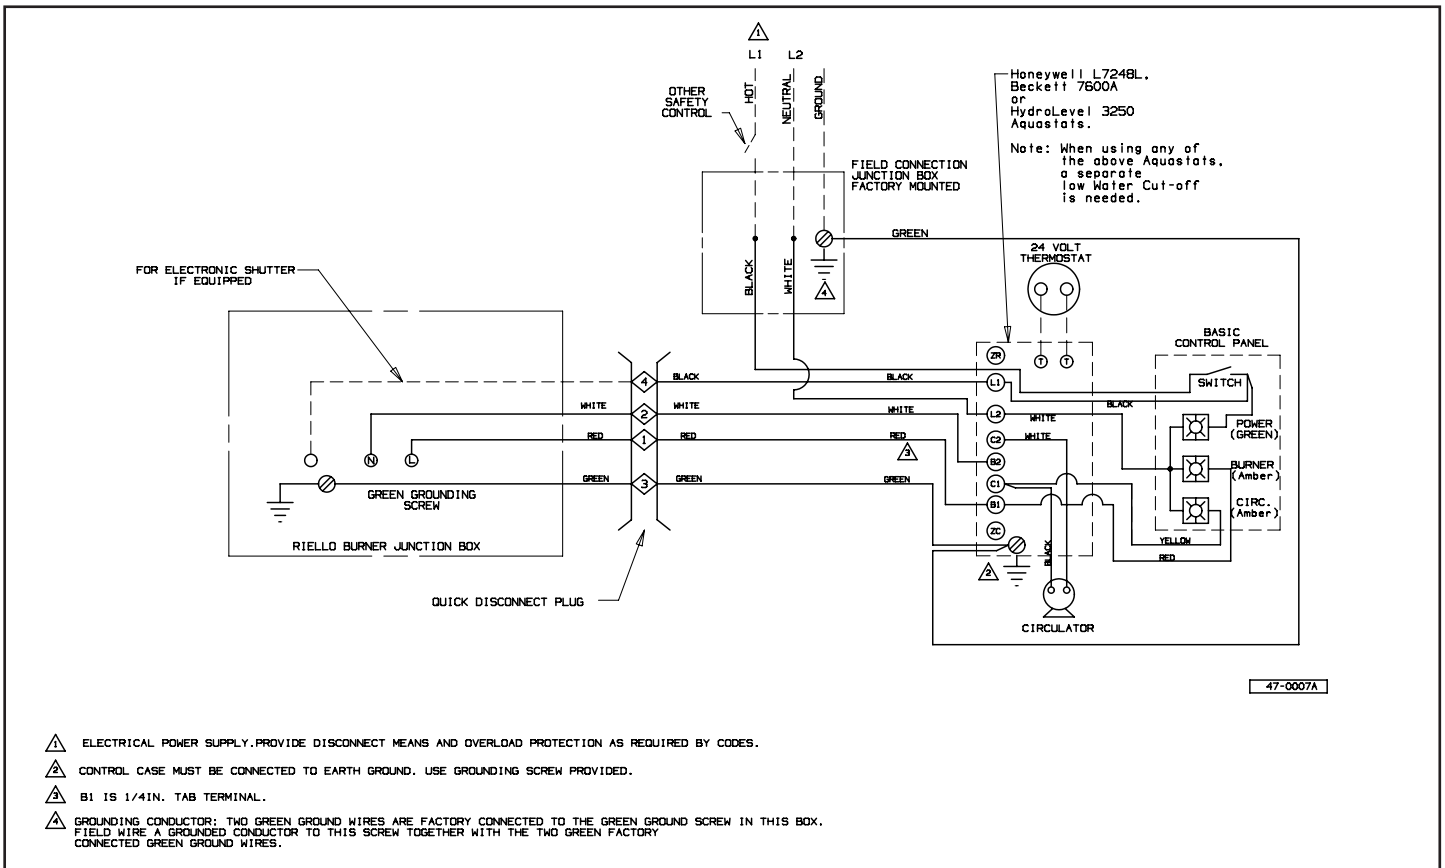 1
L1 L2
HOT
NEUTRAL
GROUND
OTHER
SAFETY
CONTROL
Honeywell L7248L,
Beckett 7600A
or
HydroLevel 3250
Aquastats.
Note: When using any of
the above Aquastats,
a separate
low Water Cut-off
is needed.
FIELD CONNECTION
JUNCTION BOX
FACTORY MOUNTED
GREEN
BLACK
WHITE
4
24 VOLT
THERMOSTAT
FOR ELECTRONIC SHUTTER
IF EQUIPPED
BASIC
CONTROL PANEL
ZR
T T
4 BLACK BLACK L1
SWITCH
BLACK
WHITE 2 WHITE WHITE L2 WHITE
POWER
(GREEN)
RED 1 RED RED C2 WHITE
3
N L
B2
BURNER
(Amber)
GREEN 3 GREEN GREEN C1
GREEN GROUNDING
SCREW
B1
CIRC.
(Amber)
ZC
YELLOW
RED
BLACK
2
RIELLO BURNER JUNCTION BOX
QUICK DISCONNECT PLUG
CIRCULATOR
47-0007A
1 ELECTRICAL POWER SUPPLY.PROVIDE DISCONNECT MEANS AND OVERLOAD PROTECTION AS REQUIRED BY CODES.
2 CONTROL CASE MUST BE CONNECTED TO EARTH GROUND. USE GROUNDING SCREW PROVIDED.
3 B1 IS 1/4IN. TAB TERMINAL.
4 GROUNDING CONDUCTOR: TWO GREEN GROUND WIRES ARE FACTORY CONNECTED TO THE GREEN GROUND SCREW IN THIS BOX.
FIELD WIRE A GROUNDED CONDUCTOR TO THIS SCREW TOGETHER WITH THE TWO GREEN FACTORY
CONNECTED GREEN GROUND WIRES.